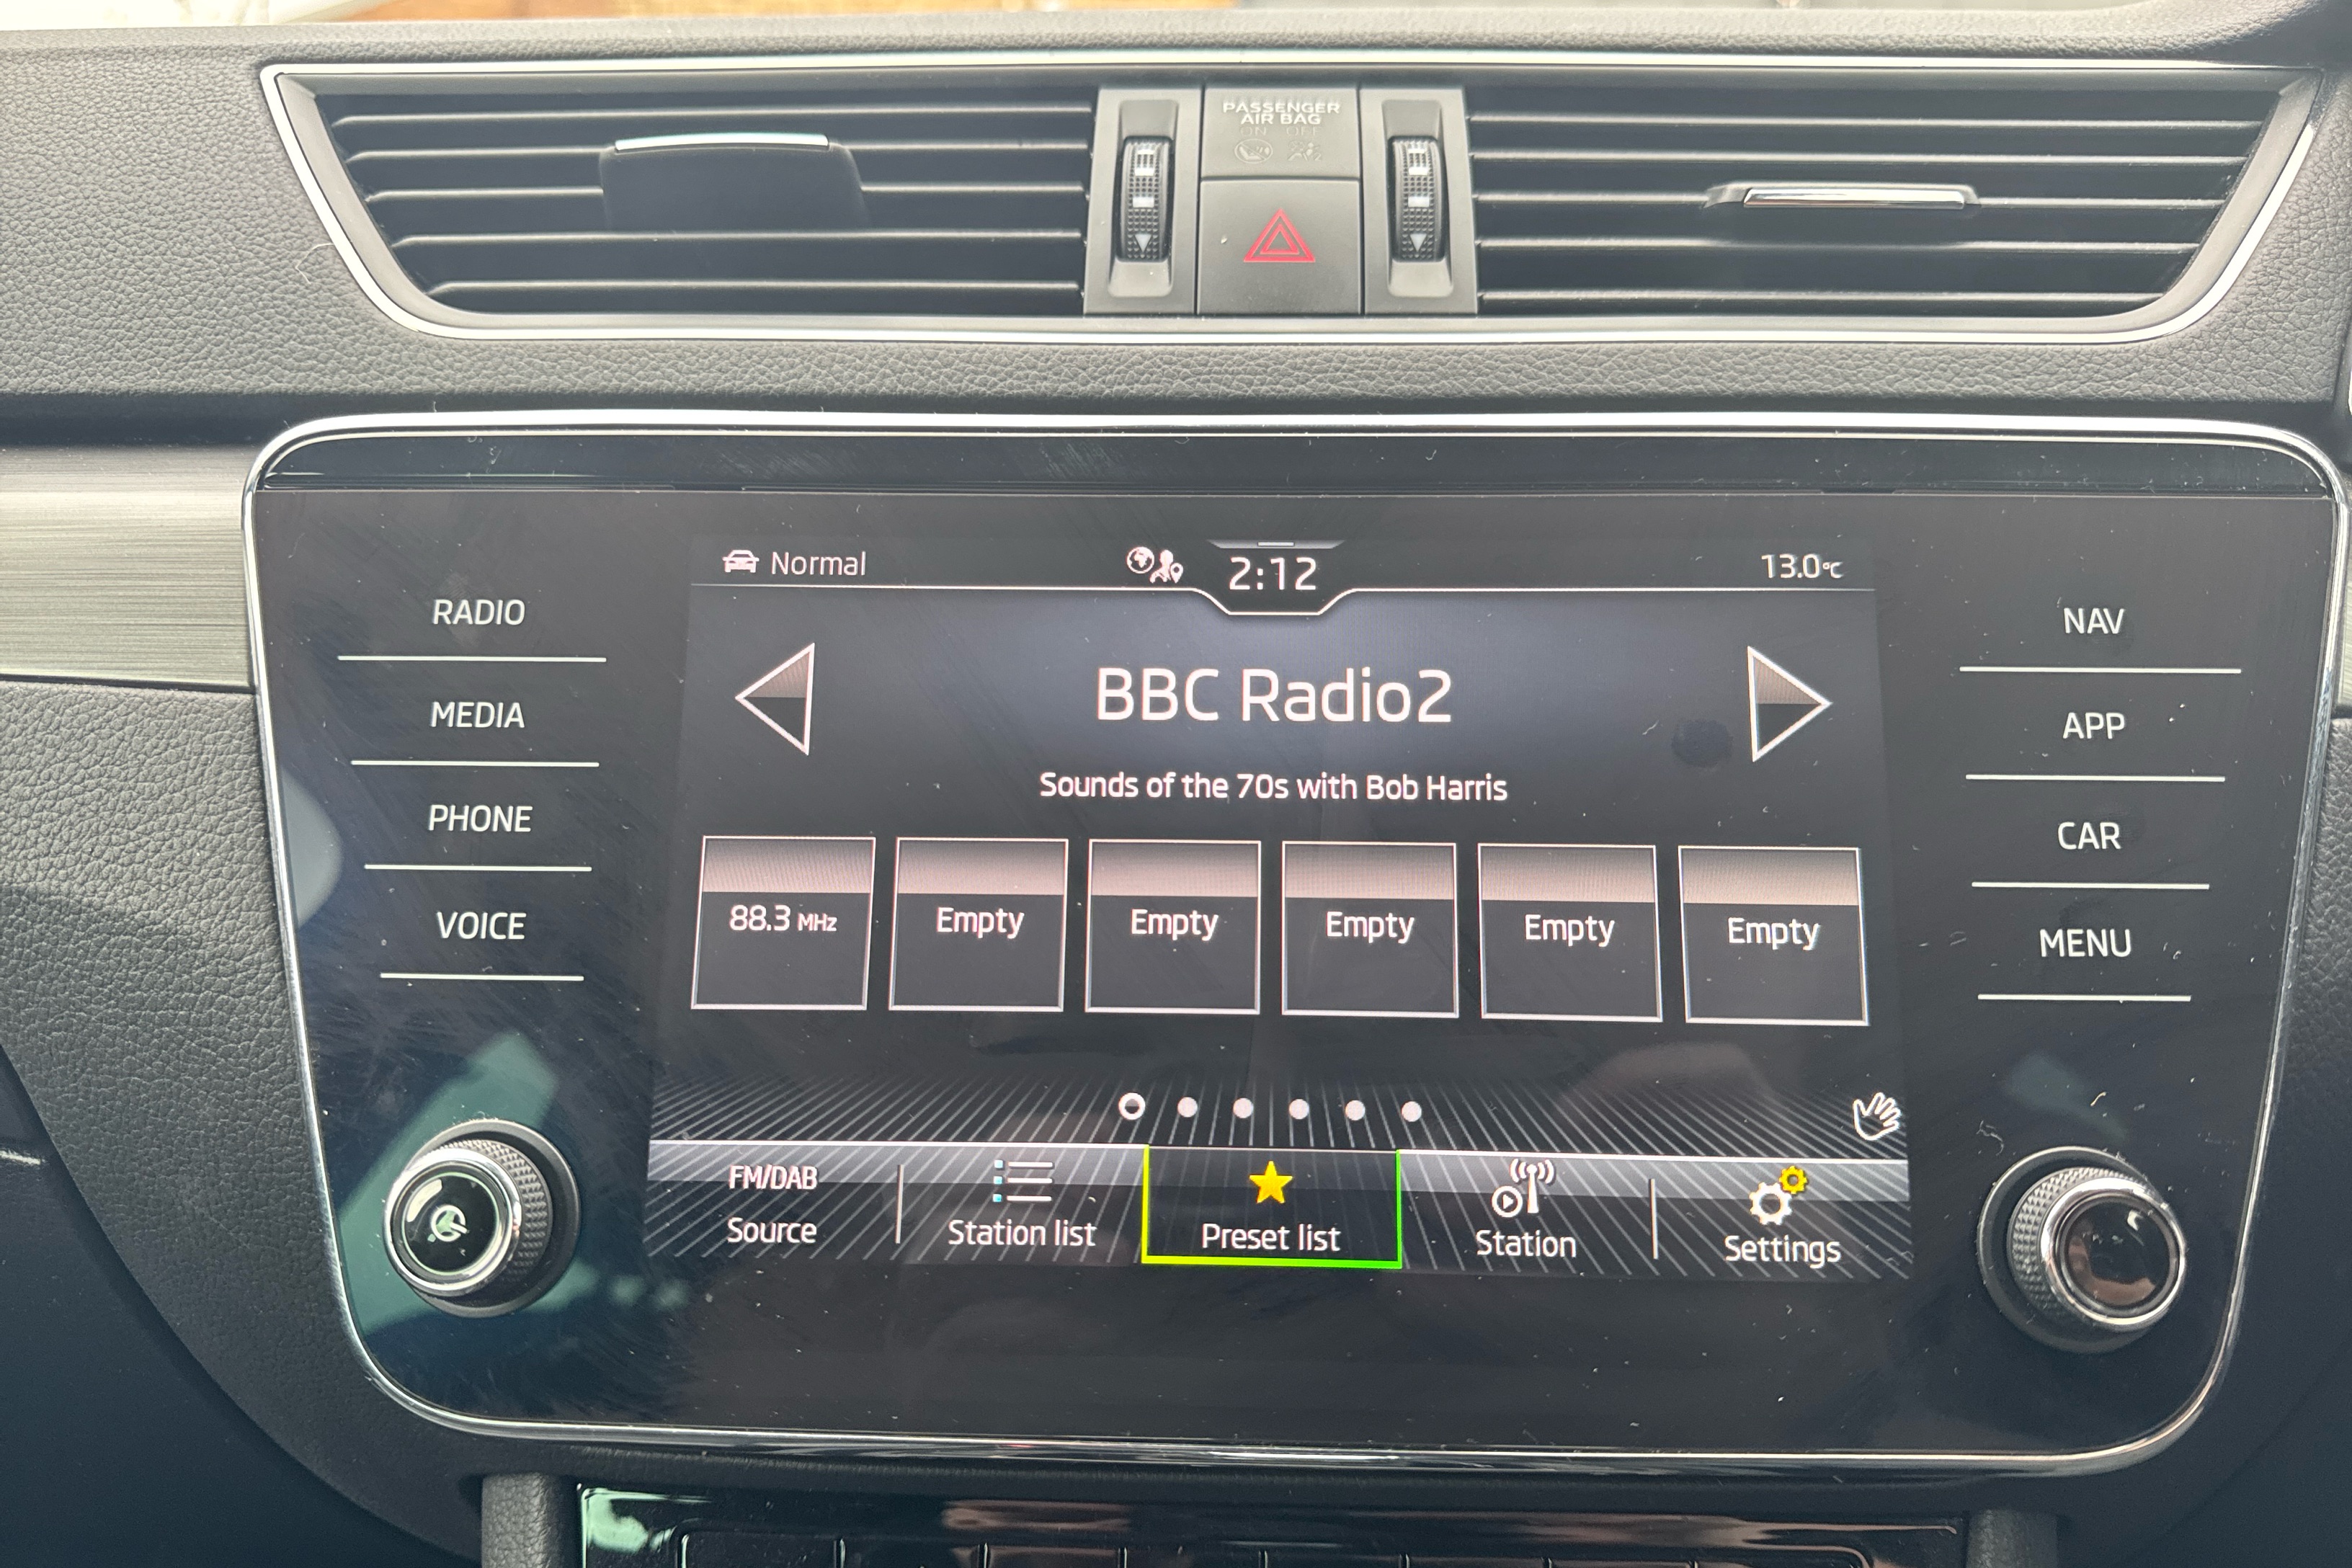 PASSENGER
AIR BAG
ON OFF
Normal
2:12
13.0°C
RADIO
MEDIA
PHONE
VOICE
BBC Radio2
Sounds of the 70s with Bob Harris
88.3 MHz
Empty
Empty
Empty
Empty
Empty
NAV
APP
CAR
MENU
FM/DAB
Source
Station list
Preset list
Station
Settings